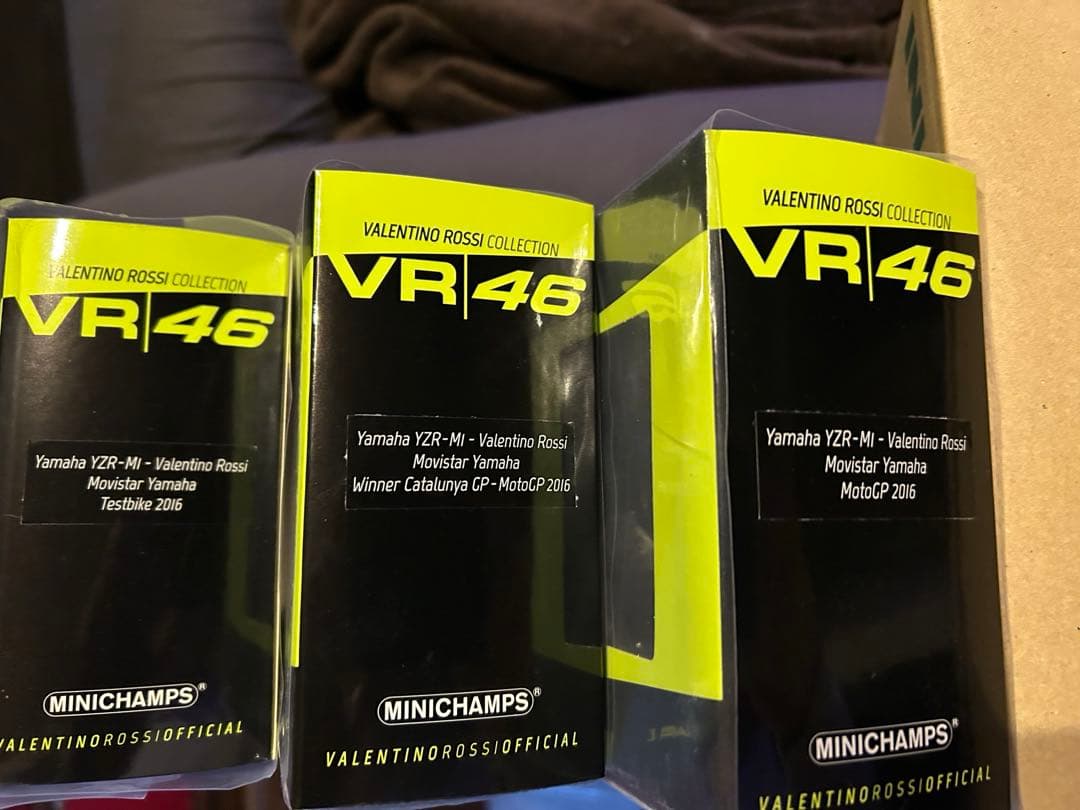 VALENTINO ROSSI COLLECTION
VR|46
Yamaha YZR-M1 - Valentino Rossi
Movistar Yamaha
Testbike 2016
MINICHAMPS®
VALENTINOROSSIOFFICIAL
VALENTINO ROSSI COLLECTION
VR|46
Yamaha YZR-M1 - Valentino Rossi
Movistar Yamaha
Winner Catalunya GP - MotoGP 2016
MINICHAMPS®
VALENTINOROSSIOFFICIAL
VALENTINO ROSSI COLLECTION
VR|46
Yamaha YZR-M1 - Valentino Rossi
Movistar Yamaha
MotoGP 2016
MINICHAMPS®
VALENTINOROSSIOFFICIAL